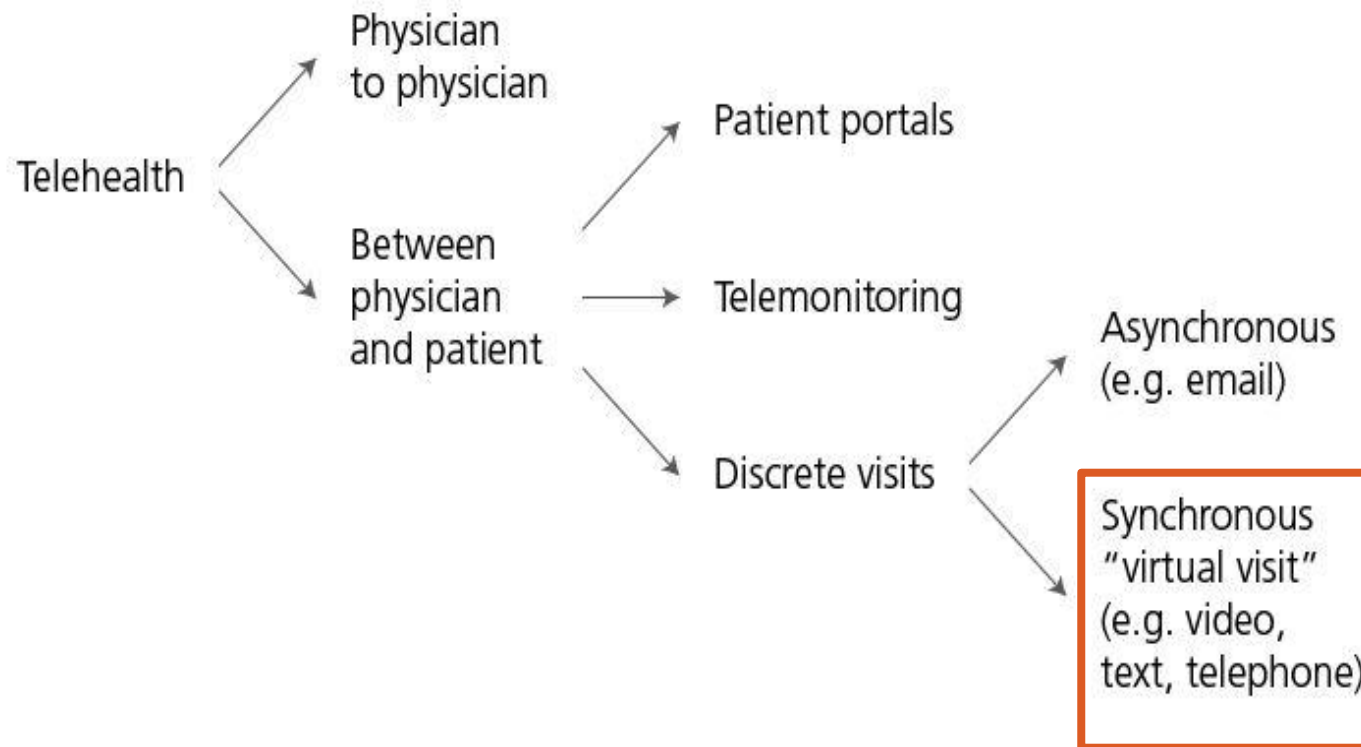 Telehealth
Physician
to physician
Between
physician
and patient
Patient portals
Telemonitoring
Discrete visits
Asynchronous
(e.g. email)
Synchronous
“virtual visit”
(e.g. video,
text, telephone)